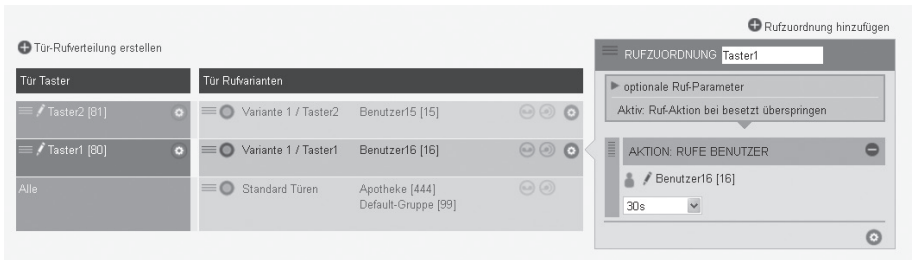 Rufzuordnung hinzufügen
Tür-Rufverteilung erstellen
Tür Taster
Tür Rufvarianten
Taster2 [81]
Variante 1 / Taster2
Benutzer15 [15]
Taster1 [80]
Variante 1 / Taster1
Benutzer16 [16]
Alle
Standard Türen
Apotheke [444]
Default-Gruppe [99]
RUFZUORDNUNG Taster1
optionale Ruf-Parameter
Aktiv: Ruf-Aktion bei besetzt überspringen
AKTION: RUFE BENUTZER
Benutzer16 [16]
30s